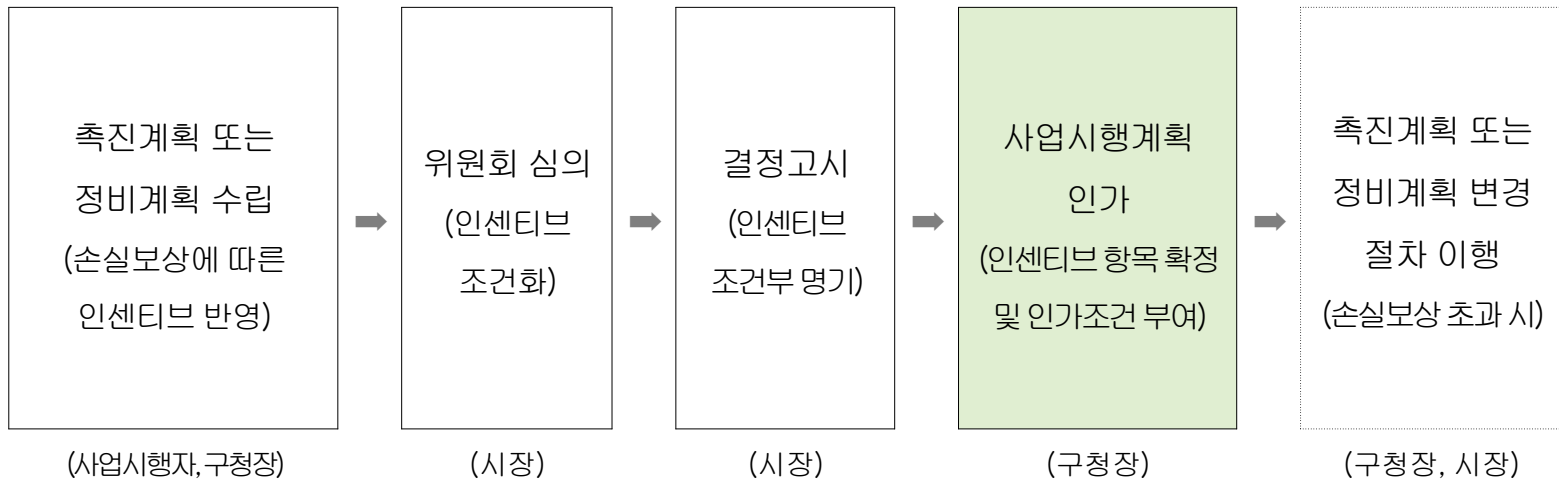 촉진계획 또는
정비계획 수립
(손실보상에 따른
인센티브 반영)
➡
위원회 심의
(인센티브
조건화)
➡
결정고시
(인센티브
조건부 명기)
➡
사업시행계획
인가
(인센티브 항목 확정
및 인가조건 부여)
➡
촉진계획 또는
정비계획 변경
절차 이행
(손실보상 초과 시)
(사업시행자, 구청장)
(시장)
(시장)
(구청장)
(구청장, 시장)